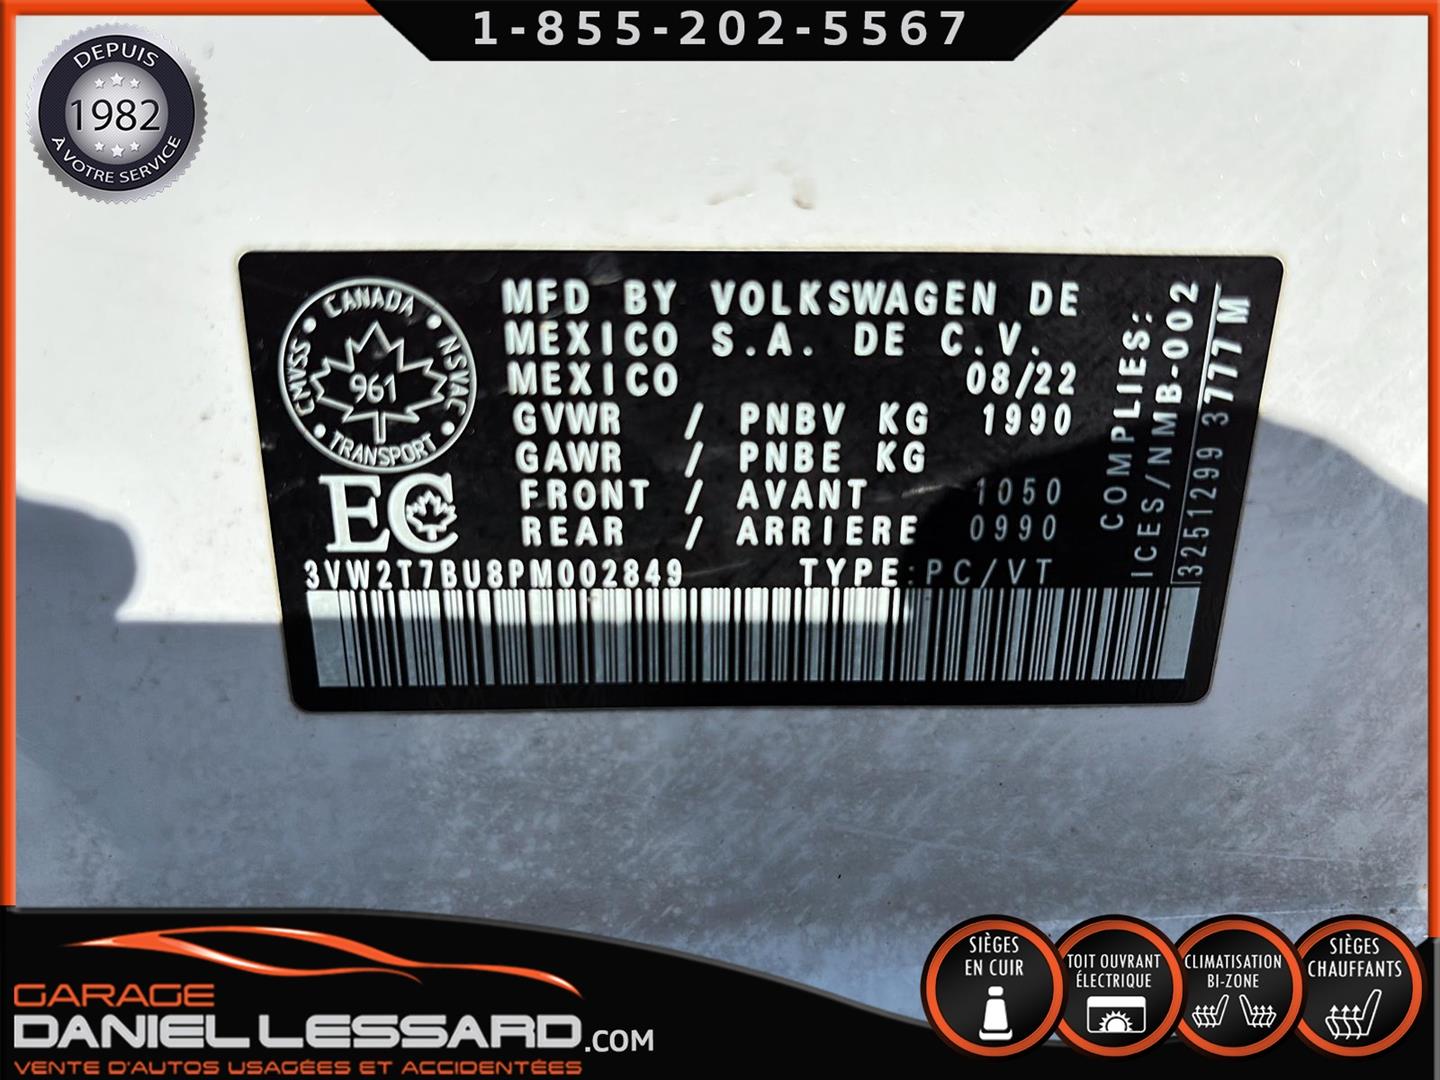 1-855-202-5567
DEPUIS
1982
À VOTRE SERVICE
CANADA
CMVSS
NSVAC
961
TRANSPORT
EC
MFD BY VOLKSWAGEN DE
MEXICO S.A. DE C.V.
MEXICO 08/22
GVWR / PNBV KG 1990
GAWR / PNBE KG
FRONT / AVANT 1050
REAR / ARRIERE 0990
3VW2T7BU8PM002849 TYPE:PC/VT
COMPLIES:
ICES/NMB-002
3251299 3 777 M
SIÈGES
EN CUIR
TOIT OUVRANT
ÉLECTRIQUE
CLIMATISATION
BI-ZONE
SIÈGES
CHAUFFANTS
GARAGE
DANIEL LESSARD.COM
VENTE D'AUTOS USAGÉES ET ACCIDENTÉES